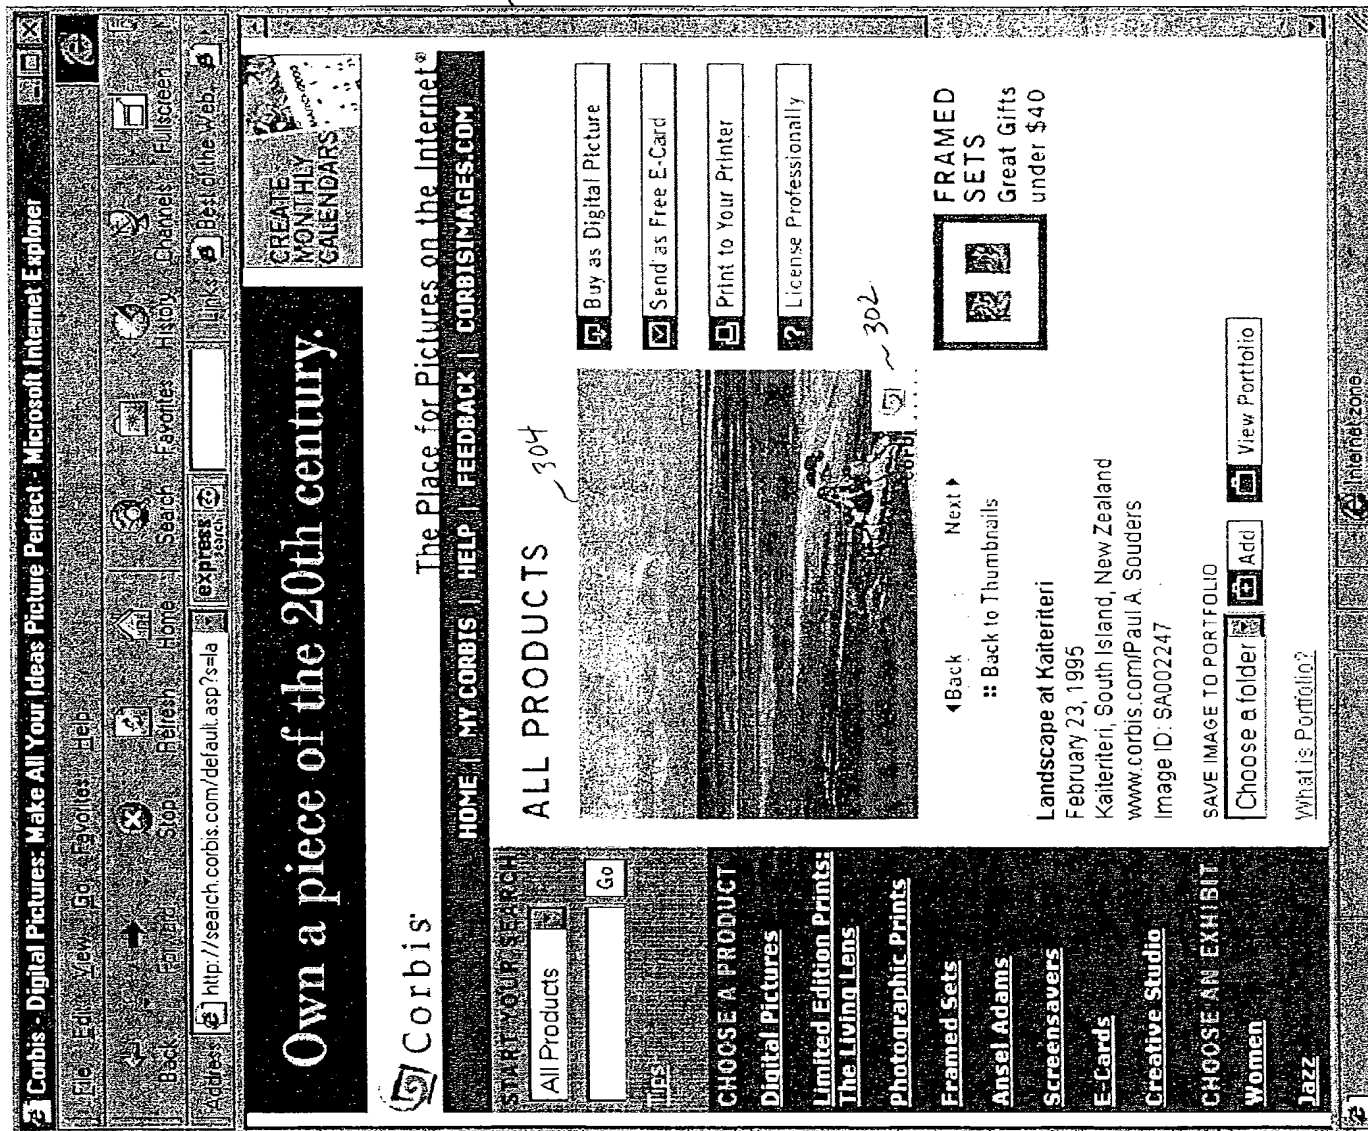 Corbis - Digital Pictures: Make All Your Ideas Picture Perfect - Microsoft Internet Explorer
File Edit View Go Favorites Help
Back Forward Stop Refresh Home Search Favorites History Channels Fullscreen
Address http://search.corbis.com/default.asp?s=la express search Links Best of the Web
Own a piece of the 20th century.
CREATE MONTHLY CALENDARS
Corbis
The Place for Pictures on the Internet®
HOME | MY CORBIS | HELP | FEEDBACK | CORBISIMAGES.COM
START YOUR SEARCH
All Products
Go
Tips!
CHOOSE A PRODUCT
Digital Pictures
Limited Edition Prints:
The Living Lens
Photographic Prints
Framed Sets
Ansel Adams
Screensavers
E-Cards
Creative Studio
CHOOSE AN EXHIBIT
Women
Jazz
ALL PRODUCTS
304
302
Buy as Digital Picture
Send as Free E-Card
Print to Your Printer
License Professionally
Back Next
:: Back to Thumbnails
FRAMED
SETS
Great Gifts
under $40
Landscape at Kaiteriteri
February 23, 1995
Kaiteriteri, South Island, New Zealand
www.corbis.com/Paul A. Souders
Image ID: SA002247
SAVE IMAGE TO PORTFOLIO
Choose a folder Add View Portfolio
What is Portfolio?
Internet zone